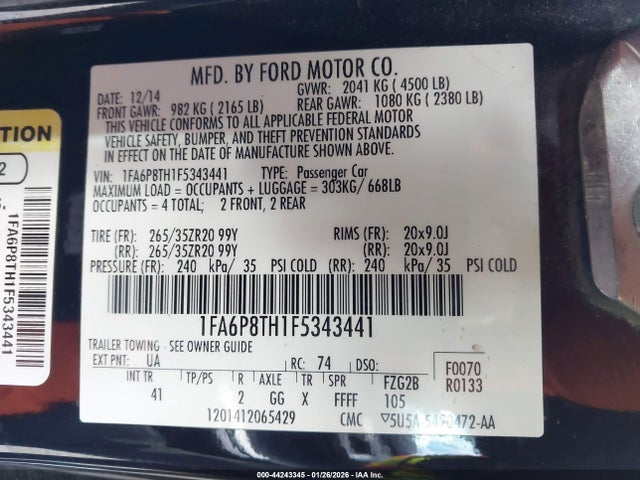 MFD. BY FORD MOTOR CO.
DATE: 12/14 GVWR: 2041 KG ( 4500 LB)
FRONT GAWR: 982 KG ( 2165 LB) REAR GAWR: 1080 KG ( 2380 LB)
THIS VEHICLE CONFORMS TO ALL APPLICABLE FEDERAL MOTOR
VEHICLE SAFETY, BUMPER, AND THEFT PREVENTION STANDARDS
IN EFFECT ON THE DATE OF MANUFACTURE SHOWN ABOVE.
VIN: 1FA6P8TH1F5343441 TYPE: Passenger Car
MAXIMUM LOAD = OCCUPANTS + LUGGAGE = 303KG/ 668LB
OCCUPANTS = 4 TOTAL; 2 FRONT, 2 REAR
TIRE (FR): 265/35ZR20 99Y RIMS (FR): 20x9.0J
(RR): 265/35ZR20 99Y (RR): 20x9.0J
PRESSURE (FR): 240 kPa/ 35 PSI COLD (RR): 240 kPa/ 35 PSI COLD
1FA6P8TH1F5343441
TRAILER TOWING - SEE OWNER GUIDE
EXT PNT: UA RC: 74 DSO: F0070
R0133
INT TR TP/PS R AXLE TR SPR FZG2B
41 2 GG X FFFF 105
1201412065429 CMC ▽5U5A-5420472-AA
TION
2
1FA6P8TH1F5343441
000-44243345 | 01/26/2026 - IAA Inc.